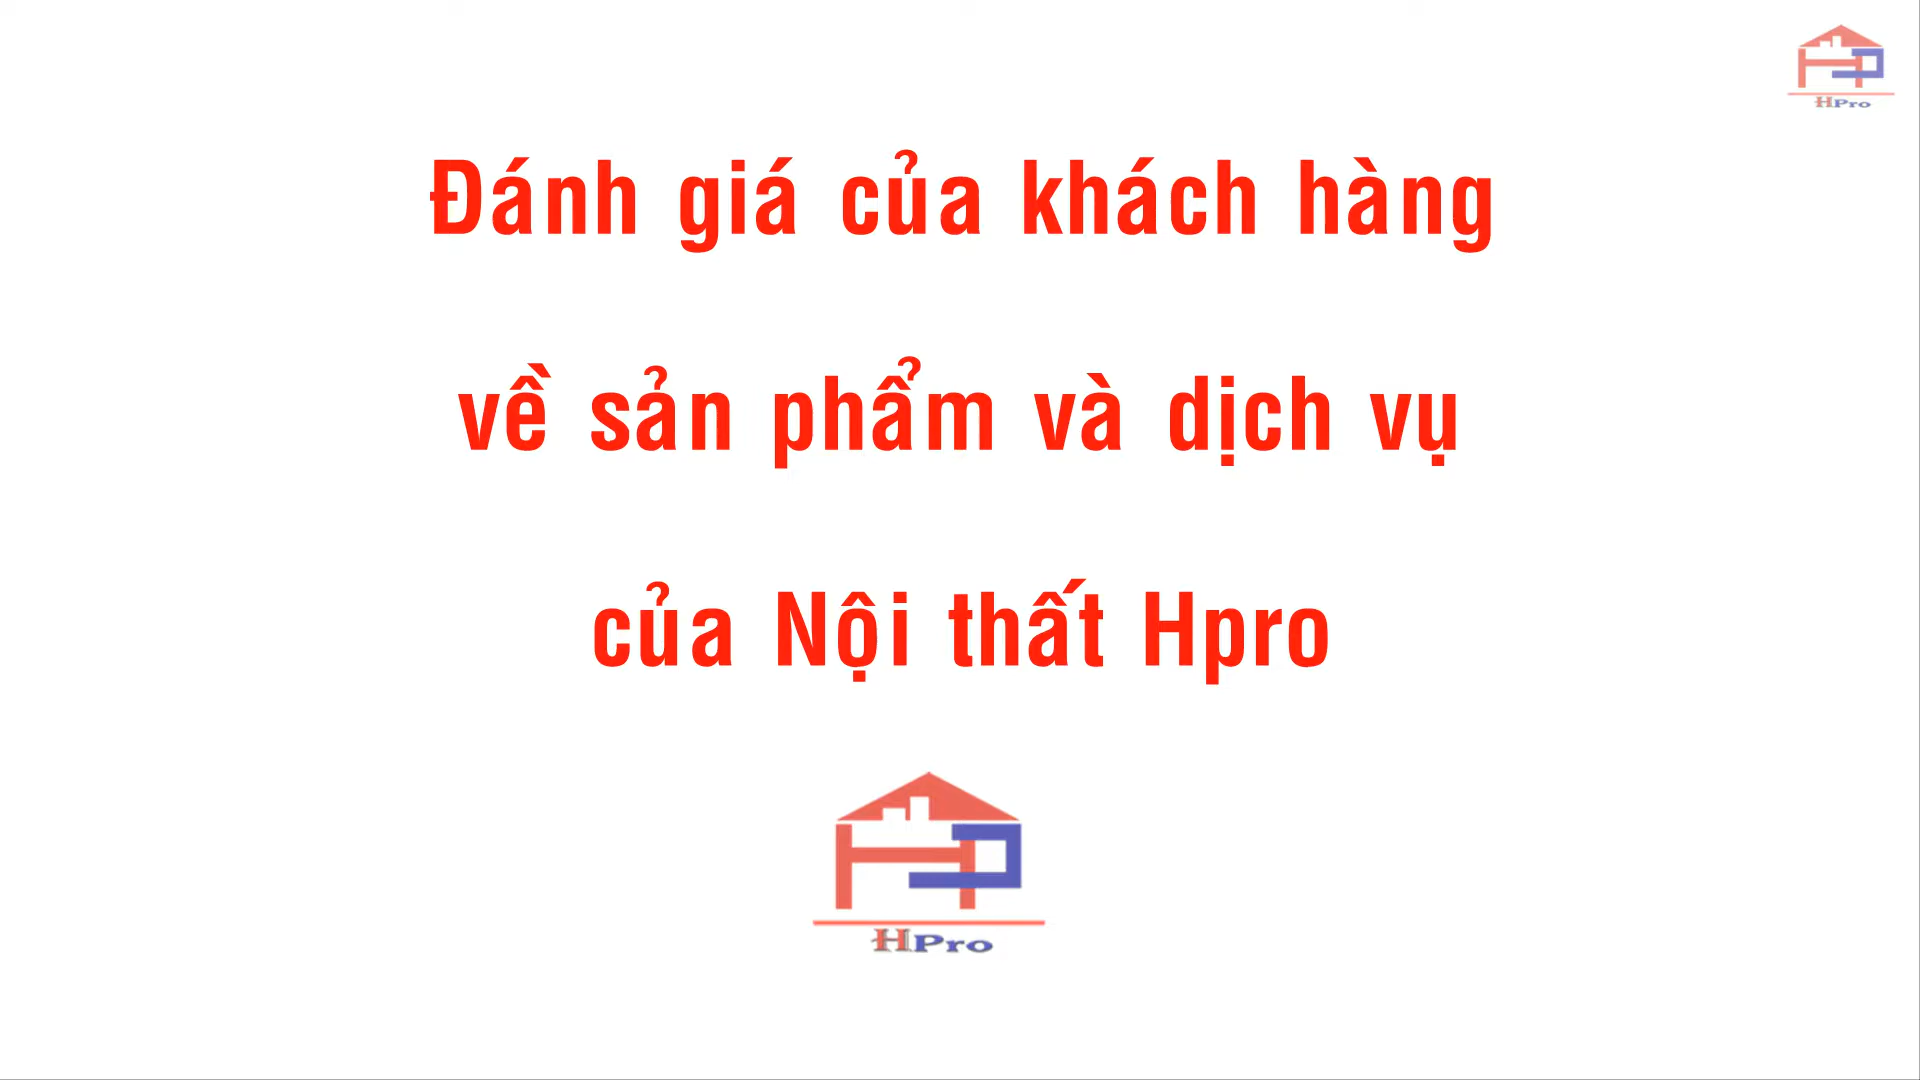 HPro
Đánh giá của khách hàng
về sản phẩm và dịch vụ
của Nội thất Hpro
HPro